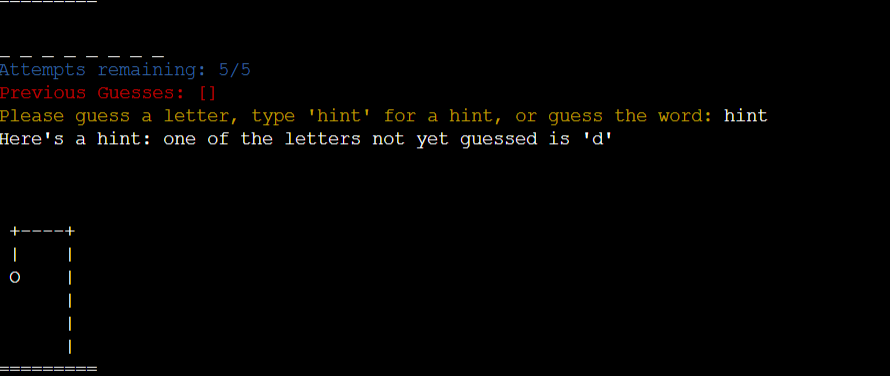 =========
_ _ _ _ _ _ _ _
Attempts remaining: 5/5
Previous Guesses: []
Please guess a letter, type 'hint' for a hint, or guess the word: hint
Here's a hint: one of the letters not yet guessed is 'd'
 +----+
 |    |
 O    |
      |
      |
      |
=========